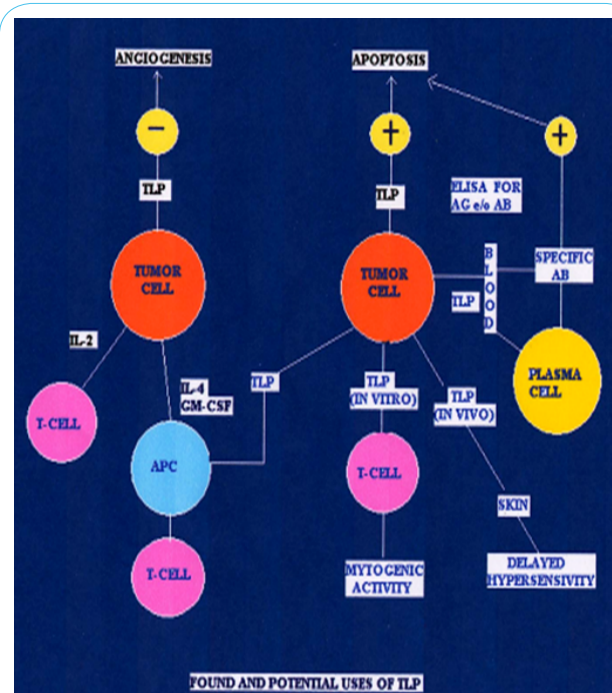 ANGIOGENESIS
APOPTOSIS
−
+
+
TLP
TLP
ELISA FOR
AG e/o AB
TUMOR
CELL
TUMOR
CELL
BLOOD
SPECIFIC
AB
TLP
IL-2
IL-4
GM-CSF
TLP
TLP
(IN VITRO)
TLP
(IN VIVO)
PLASMA
CELL
T-CELL
APC
T-CELL
SKIN
T-CELL
MYTOGENIC
ACTIVITY
DELAYED
HYPERSENSIVITY
FOUND AND POTENTIAL USES OF TLP